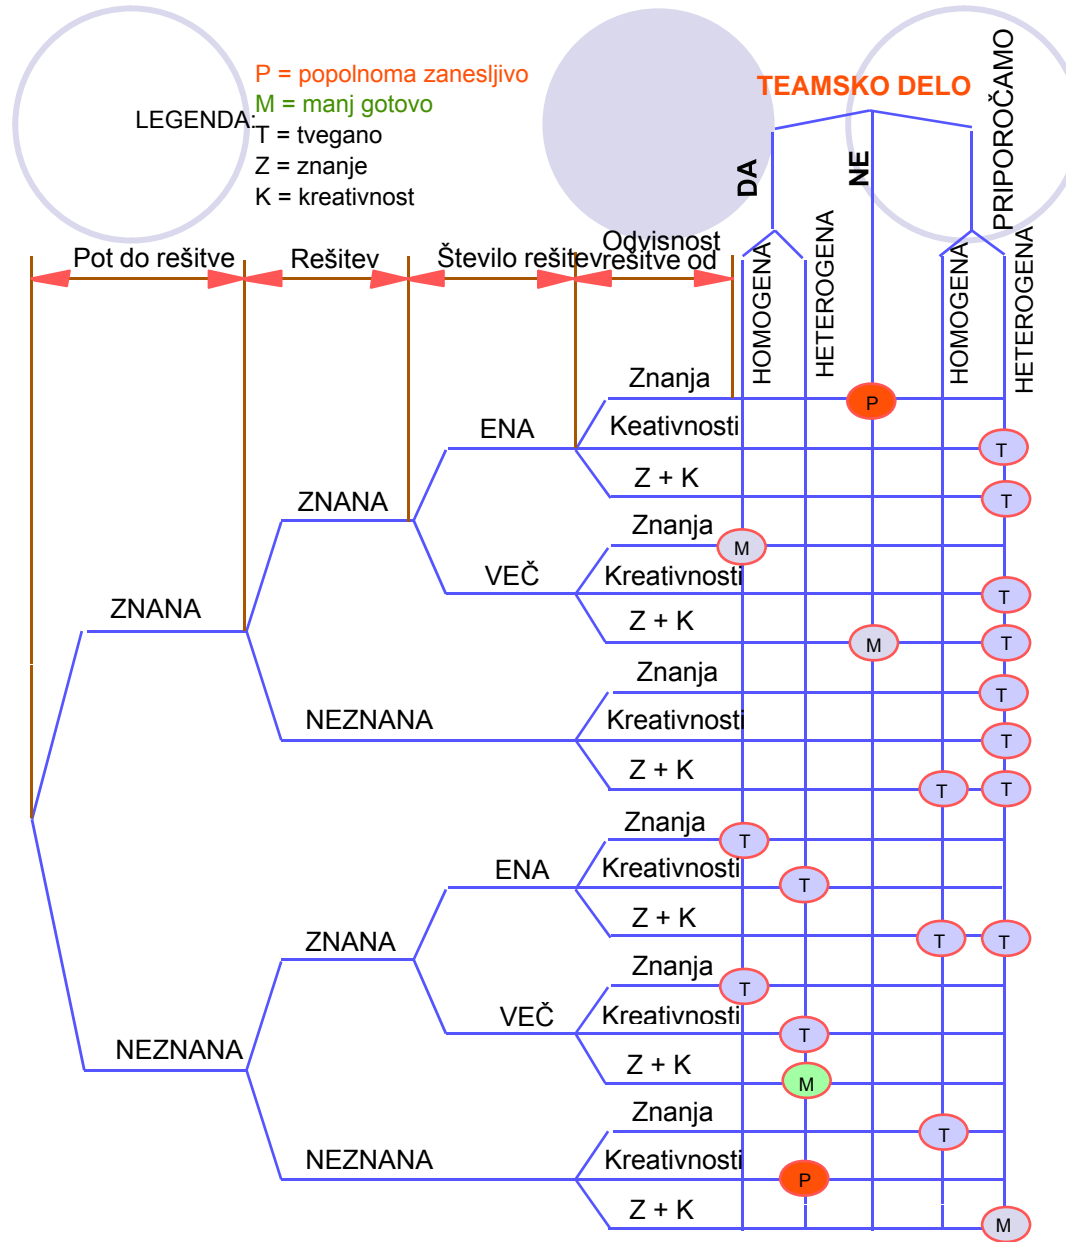 LEGENDA:
P = popolnoma zanesljivo
M = manj gotovo
T = tvegano
Z = znanje
K = kreativnost
TEAMSKO DELO
DA
NE
PRIPOROČAMO
HOMOGENA
HETEROGENA
HOMOGENA
HETEROGENA
Pot do rešitve
Rešitev
Število rešitev
Odvisnost
rešitve od
Znanja
P
ENA
Keativnosti
T
Z + K
T
ZNANA
Znanja
M
VEČ
Kreativnosti
T
ZNANA
Z + K
M
T
Znanja
T
NEZNANA
Kreativnosti
T
Z + K
T
T
Znanja
T
ENA
Kreativnosti
T
Z + K
T
T
ZNANA
Znanja
T
VEČ
Kreativnosti
T
NEZNANA
Z + K
M
Znanja
T
NEZNANA
Kreativnosti
P
Z + K
M